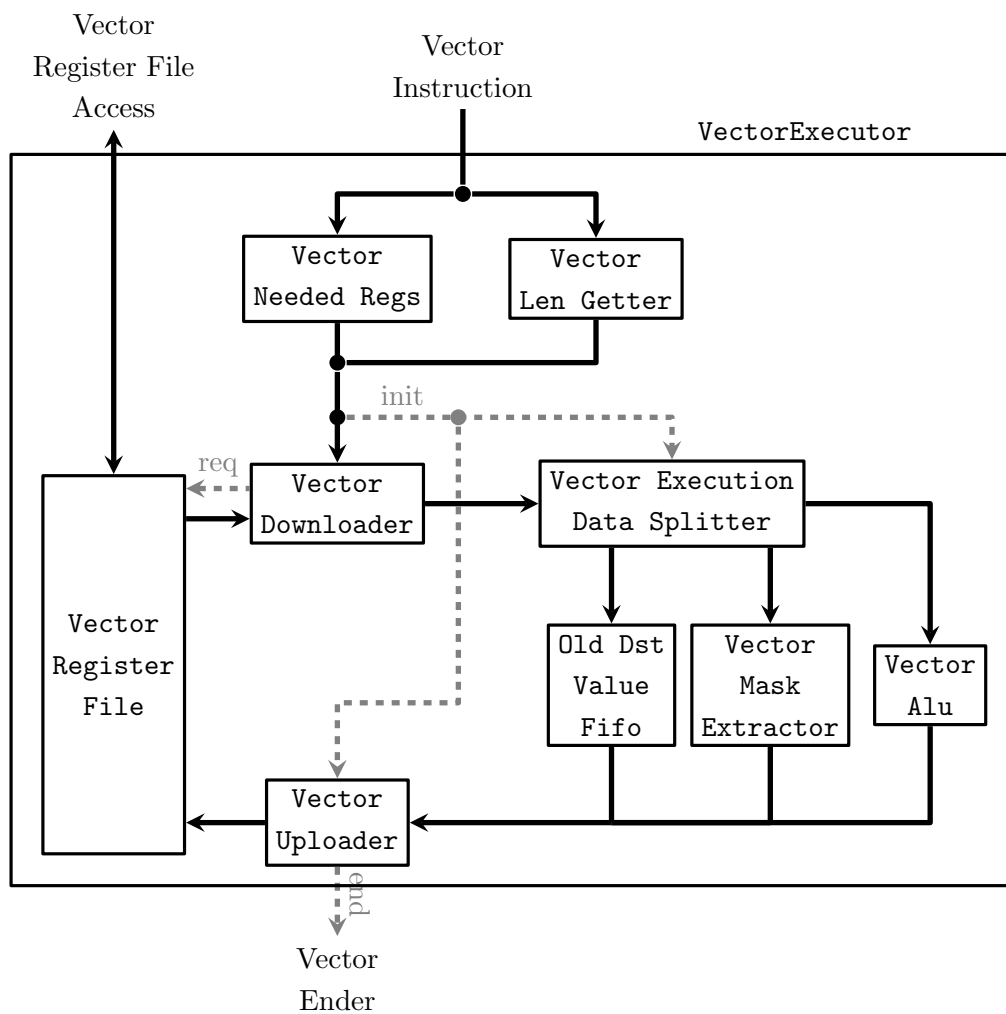 Vector
Register File
Access
Vector
Instruction
VectorExecutor
Vector
Needed Regs
Vector
Len Getter
init
req
Vector
Downloader
Vector Execution
Data Splitter
Vector
Register
File
Old Dst
Value
Fifo
Vector
Mask
Extractor
Vector
Alu
Vector
Uploader
end
Vector
Ender